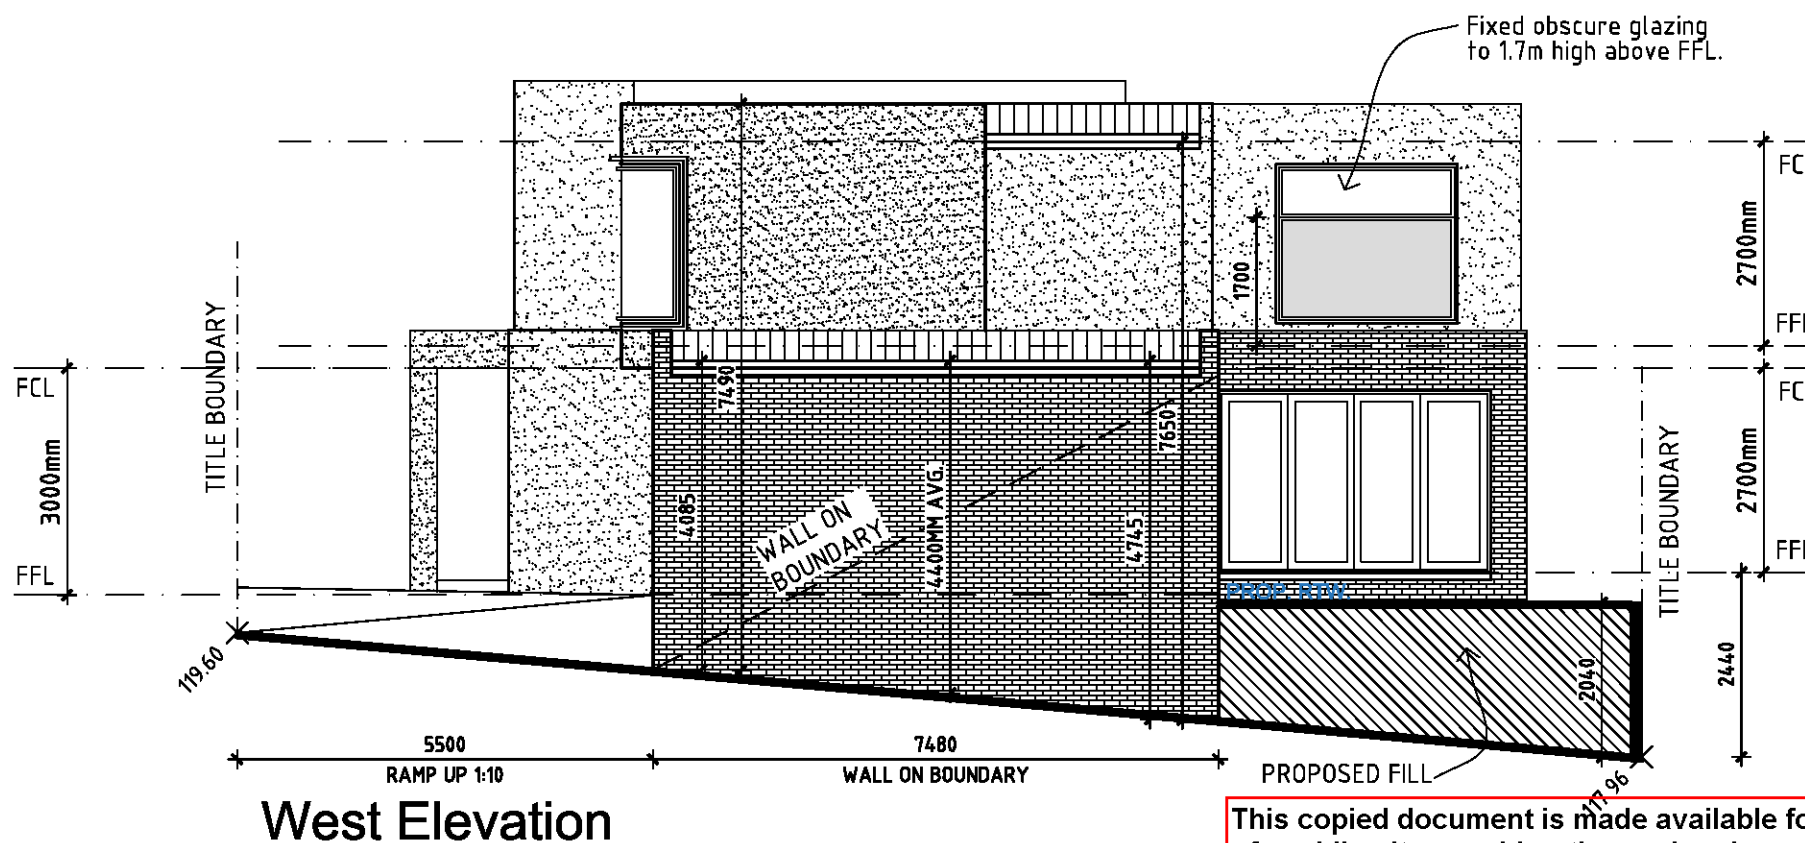 Fixed obscure glazing
to 1.7m high above FFL.
FC
2700mm
FF
FC
2700mm
FF
2440
TITLE BOUNDARY
TITLE BOUNDARY
FCL
3000mm
FFL
1700
7490
7650
4085
4400MM AVG.
4745
WALL ON
BOUNDARY
PROP. RTW.
2040
119.60
117.96
5500
RAMP UP 1:10
7480
WALL ON BOUNDARY
PROPOSED FILL
West Elevation
This copied document is made available fo